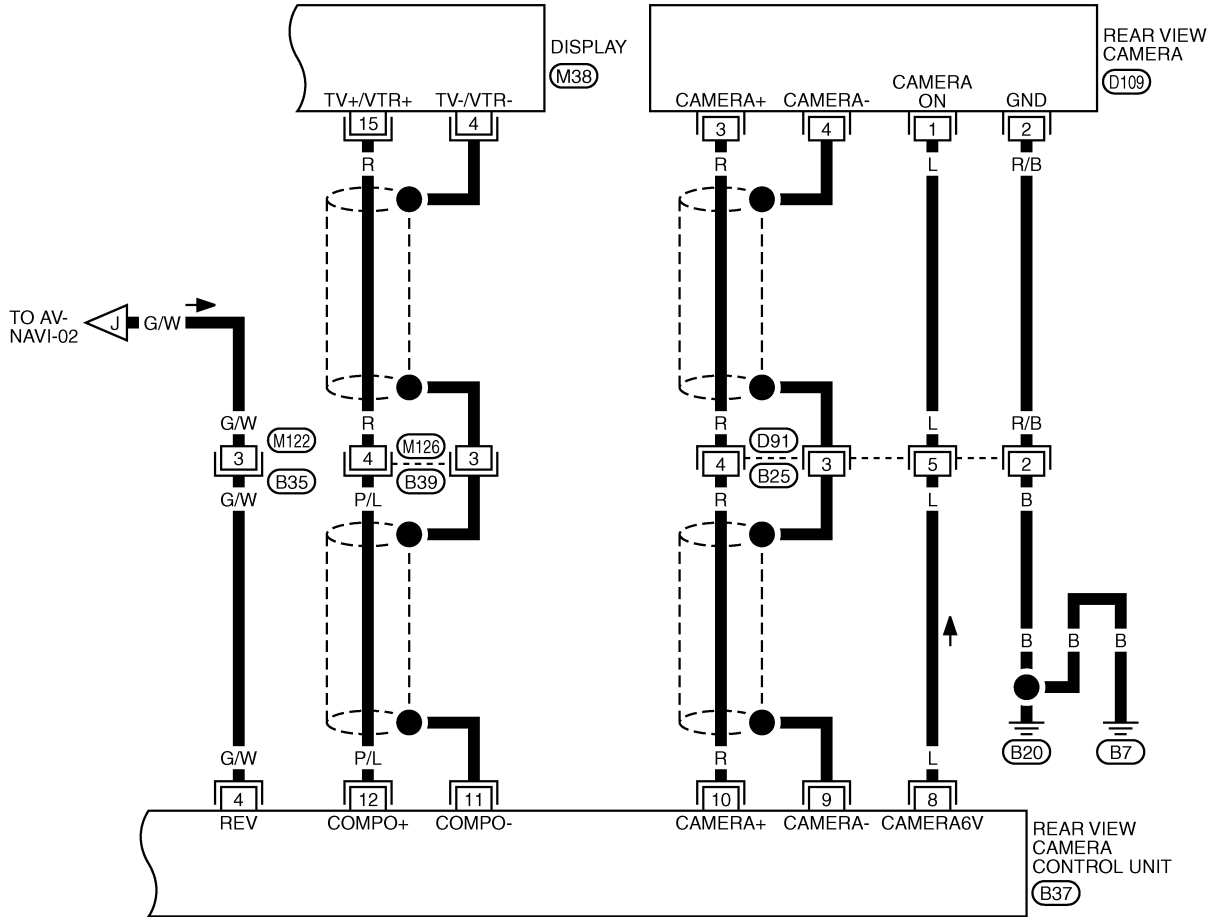 DISPLAY
M38
REAR VIEW
CAMERA
D109
TV+/VTR+ TV-/VTR-
CAMERA+ CAMERA-
CAMERA
ON
GND
15 4 3 4 1 2
R R L R/B
TO AV-
NAVI-02
J G/W
G/W R R L R/B
M122 M126 D91
3 4 3 4 3 5 2
B35 B39 B25
G/W P/L R L B
B B B
B20 B7
G/W P/L R L
4 12 11 10 9 8
REV COMPO+ COMPO- CAMERA+ CAMERA- CAMERA6V
REAR VIEW
CAMERA
CONTROL UNIT
B37